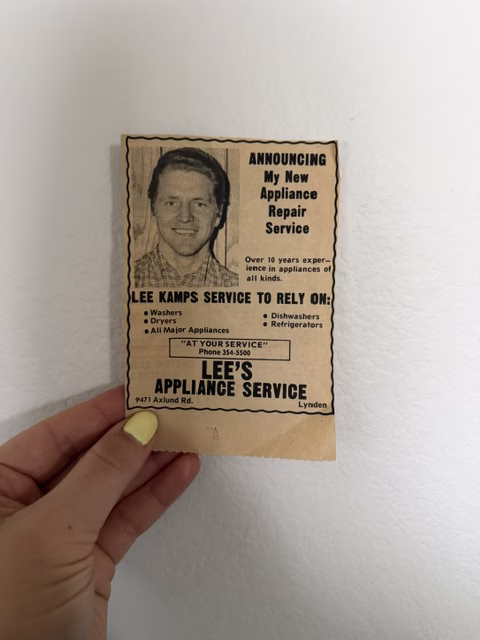 ANNOUNCING
My New
Appliance
Repair
Service
Over 10 years exper-
ience in appliances of
all kinds.
LEE KAMPS SERVICE TO RELY ON:
• Washers
• Dryers
• All Major Appliances
• Dishwashers
• Refrigerators
"AT YOUR SERVICE"
Phone 354-5500
LEE'S
APPLIANCE SERVICE
9471 Axlund Rd. Lynden